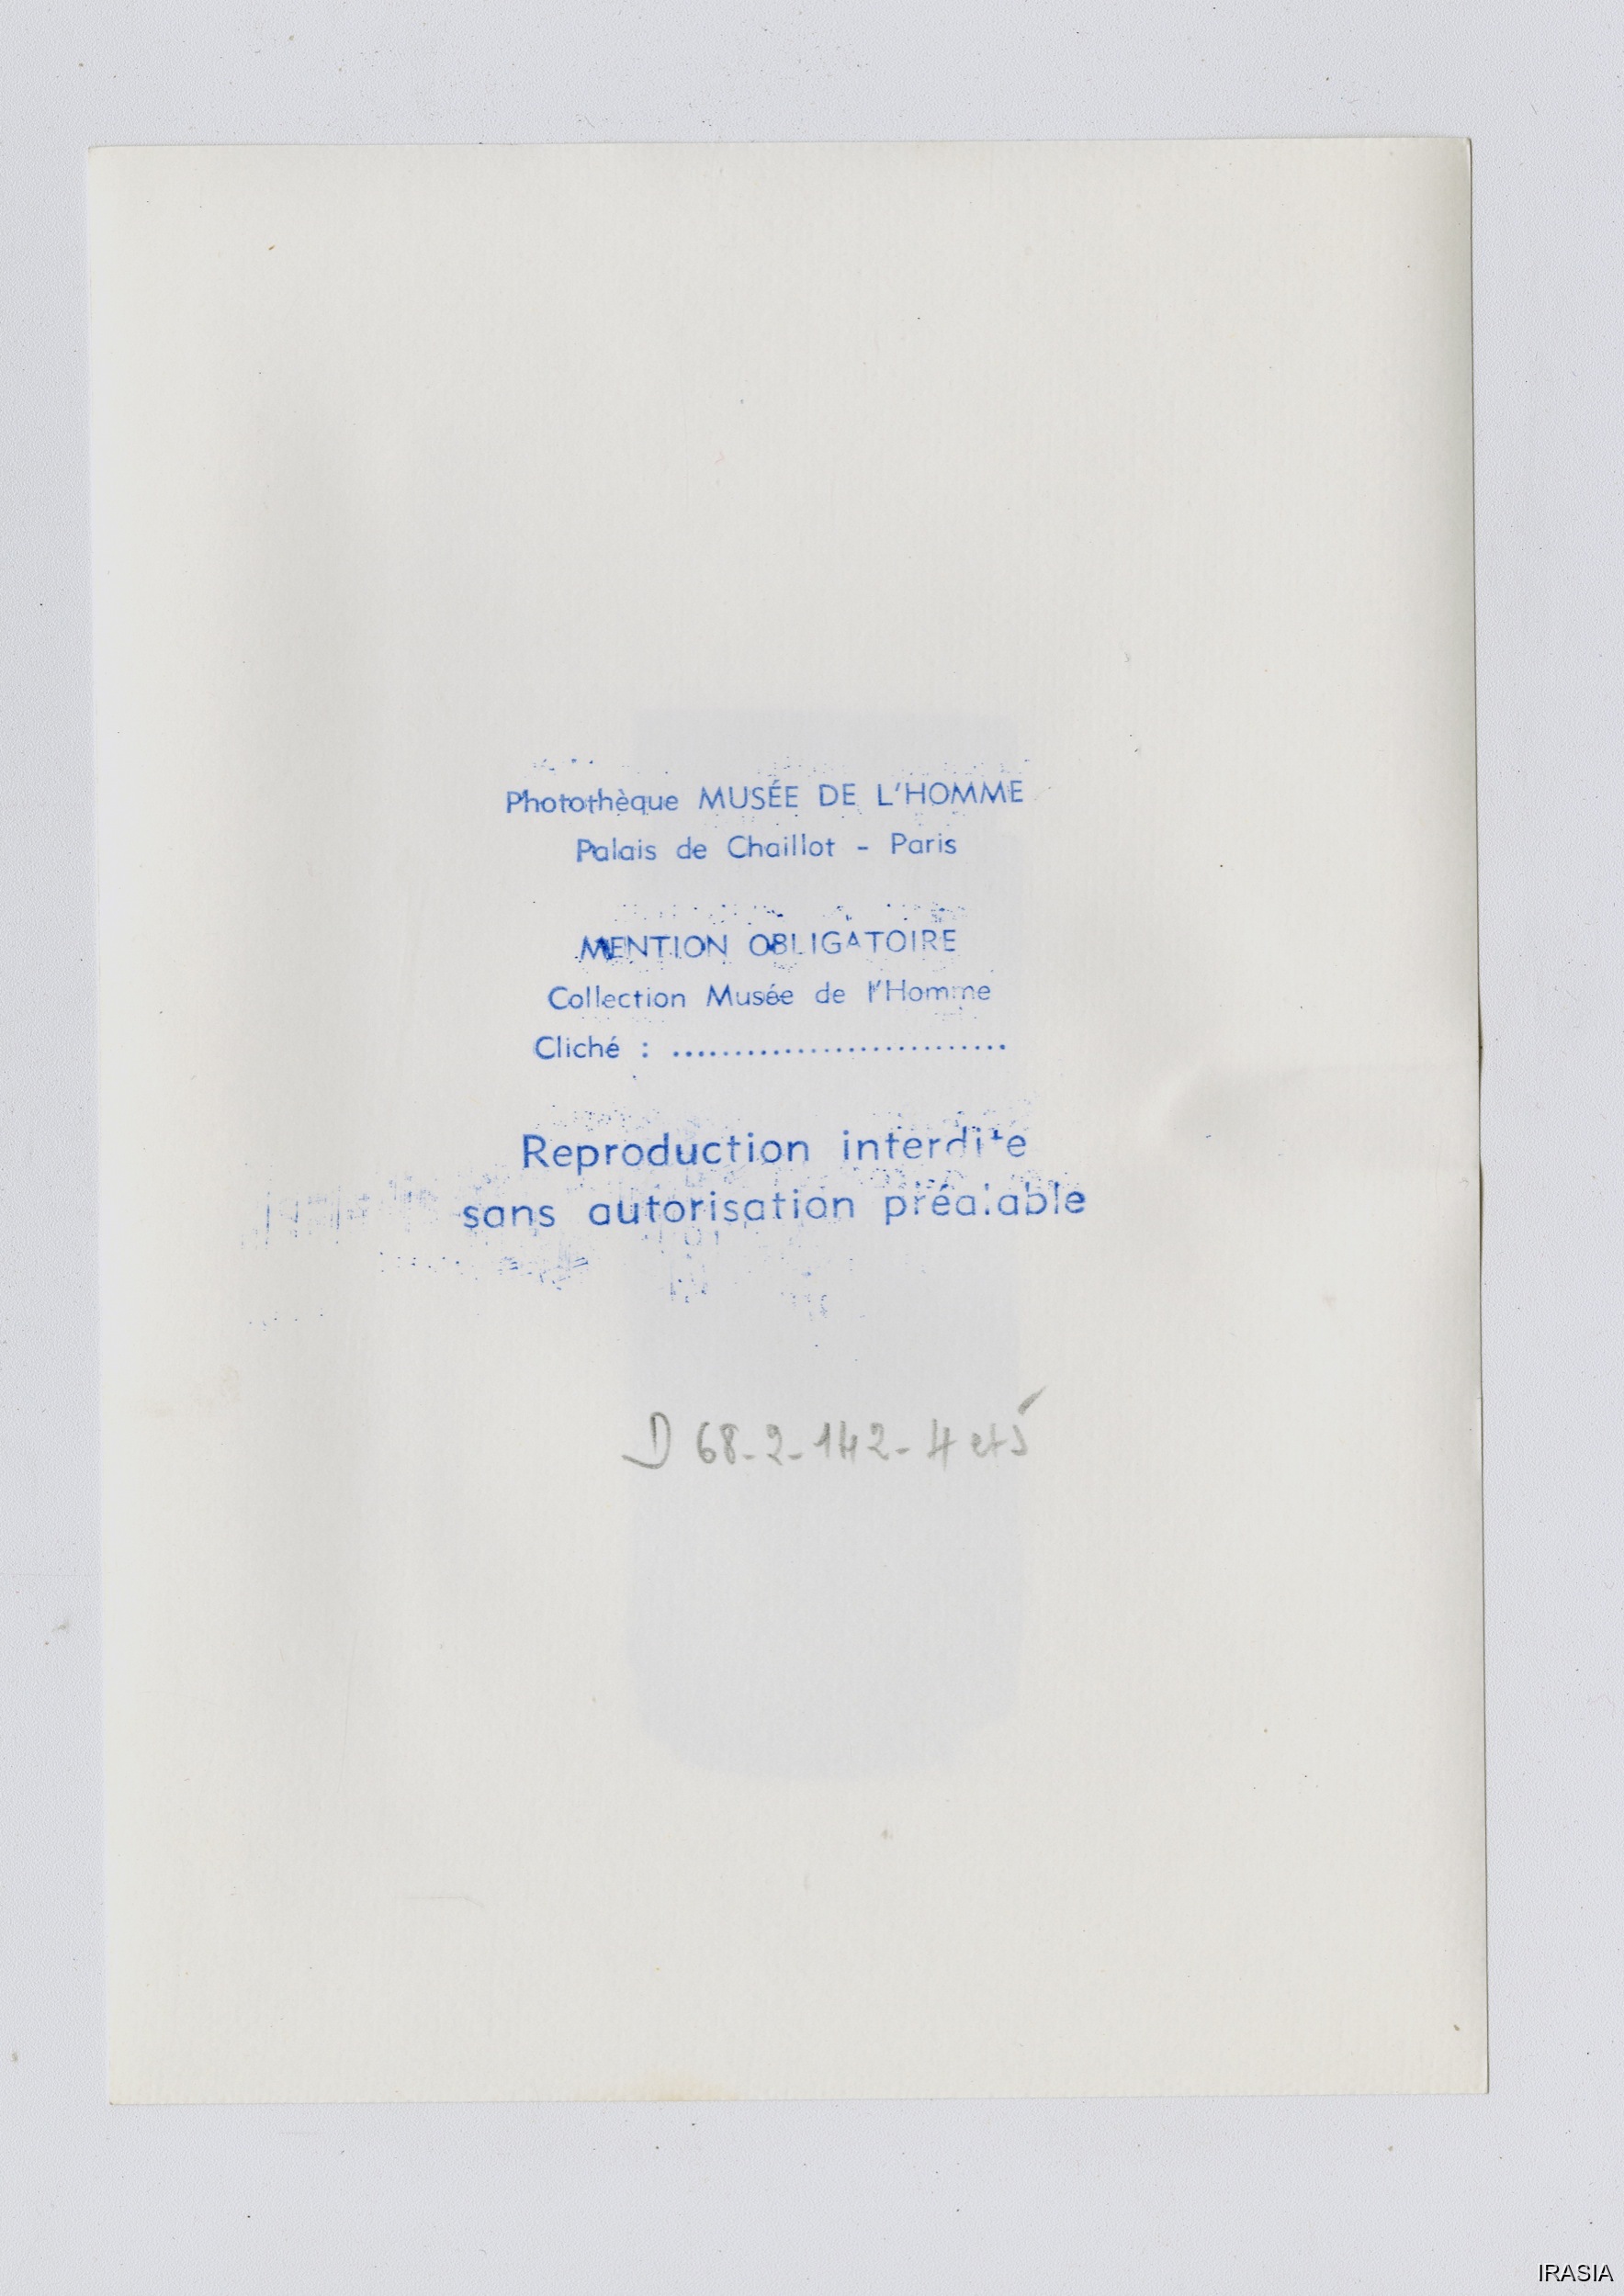 Photothèque MUSÉE DE L'HOMME
Palais de Chaillot - Paris
MENTION OBLIGATOIRE
Collection Musée de l'Homme
Cliché : ...........................
Reproduction interdite
sans autorisation préalable
D 68-2-142-4 et 5
IRASIA